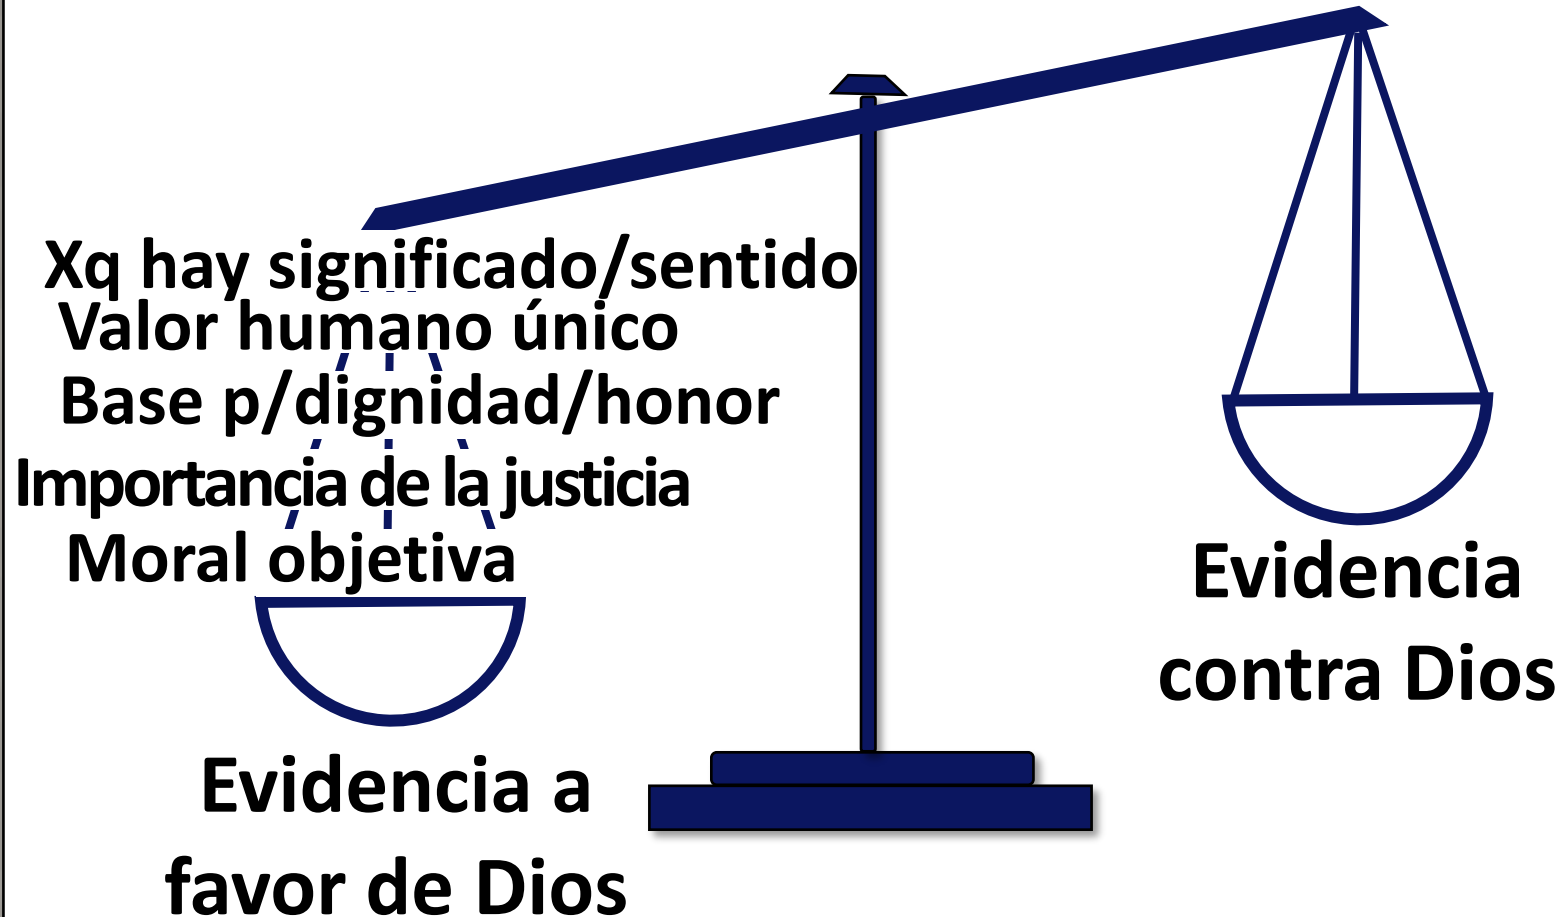 Xq hay significado/sentido
Valor humano único
Base p/dignidad/honor
Importancia de la justicia
Moral objetiva
Evidencia a
favor de Dios
Evidencia
contra Dios